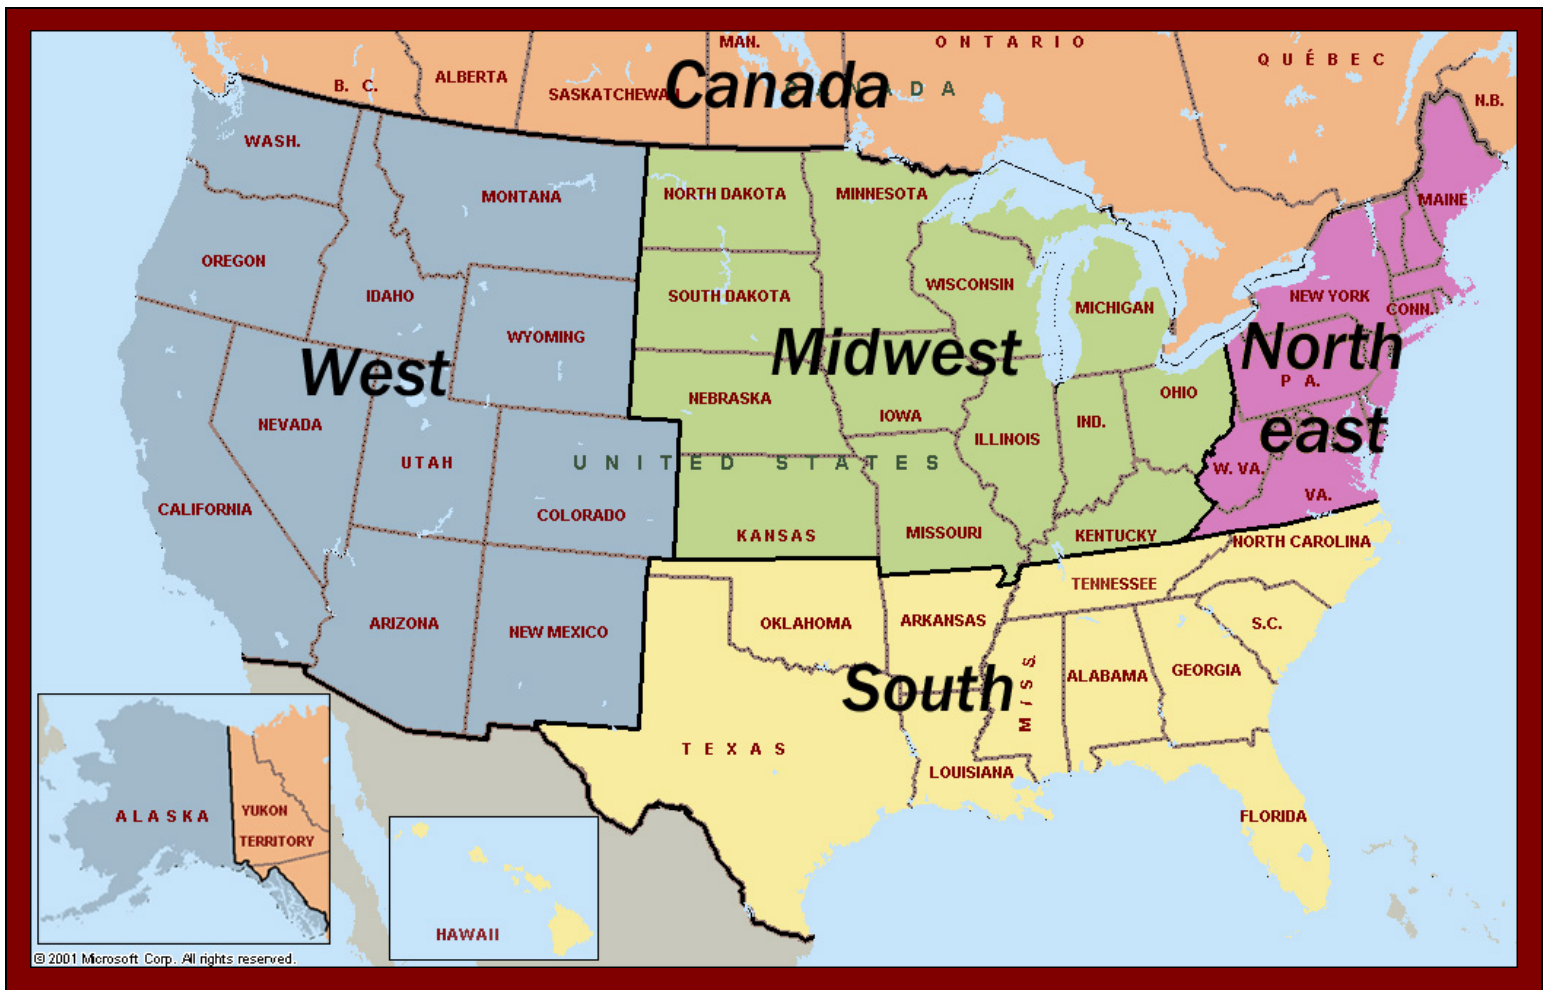 MAN.
ONTARIO
QUÉBEC
B. C.
ALBERTA
SASKATCHEWAN
Canada
CANADA
N.B.
WASH.
MONTANA
NORTH DAKOTA
MINNESOTA
MAINE
OREGON
IDAHO
SOUTH DAKOTA
WISCONSIN
MICHIGAN
NEW YORK
CONN.
WYOMING
West
Midwest
North
east
NEVADA
UTAH
NEBRASKA
IOWA
ILLINOIS
IND.
OHIO
PA.
W. VA.
VA.
UNITED STATES
CALIFORNIA
COLORADO
KANSAS
MISSOURI
KENTUCKY
NORTH CAROLINA
TENNESSEE
ARIZONA
NEW MEXICO
OKLAHOMA
ARKANSAS
S.C.
South
MISS.
ALABAMA
GEORGIA
TEXAS
LOUISIANA
FLORIDA
ALASKA
YUKON
TERRITORY
HAWAII
© 2001 Microsoft Corp. All rights reserved.